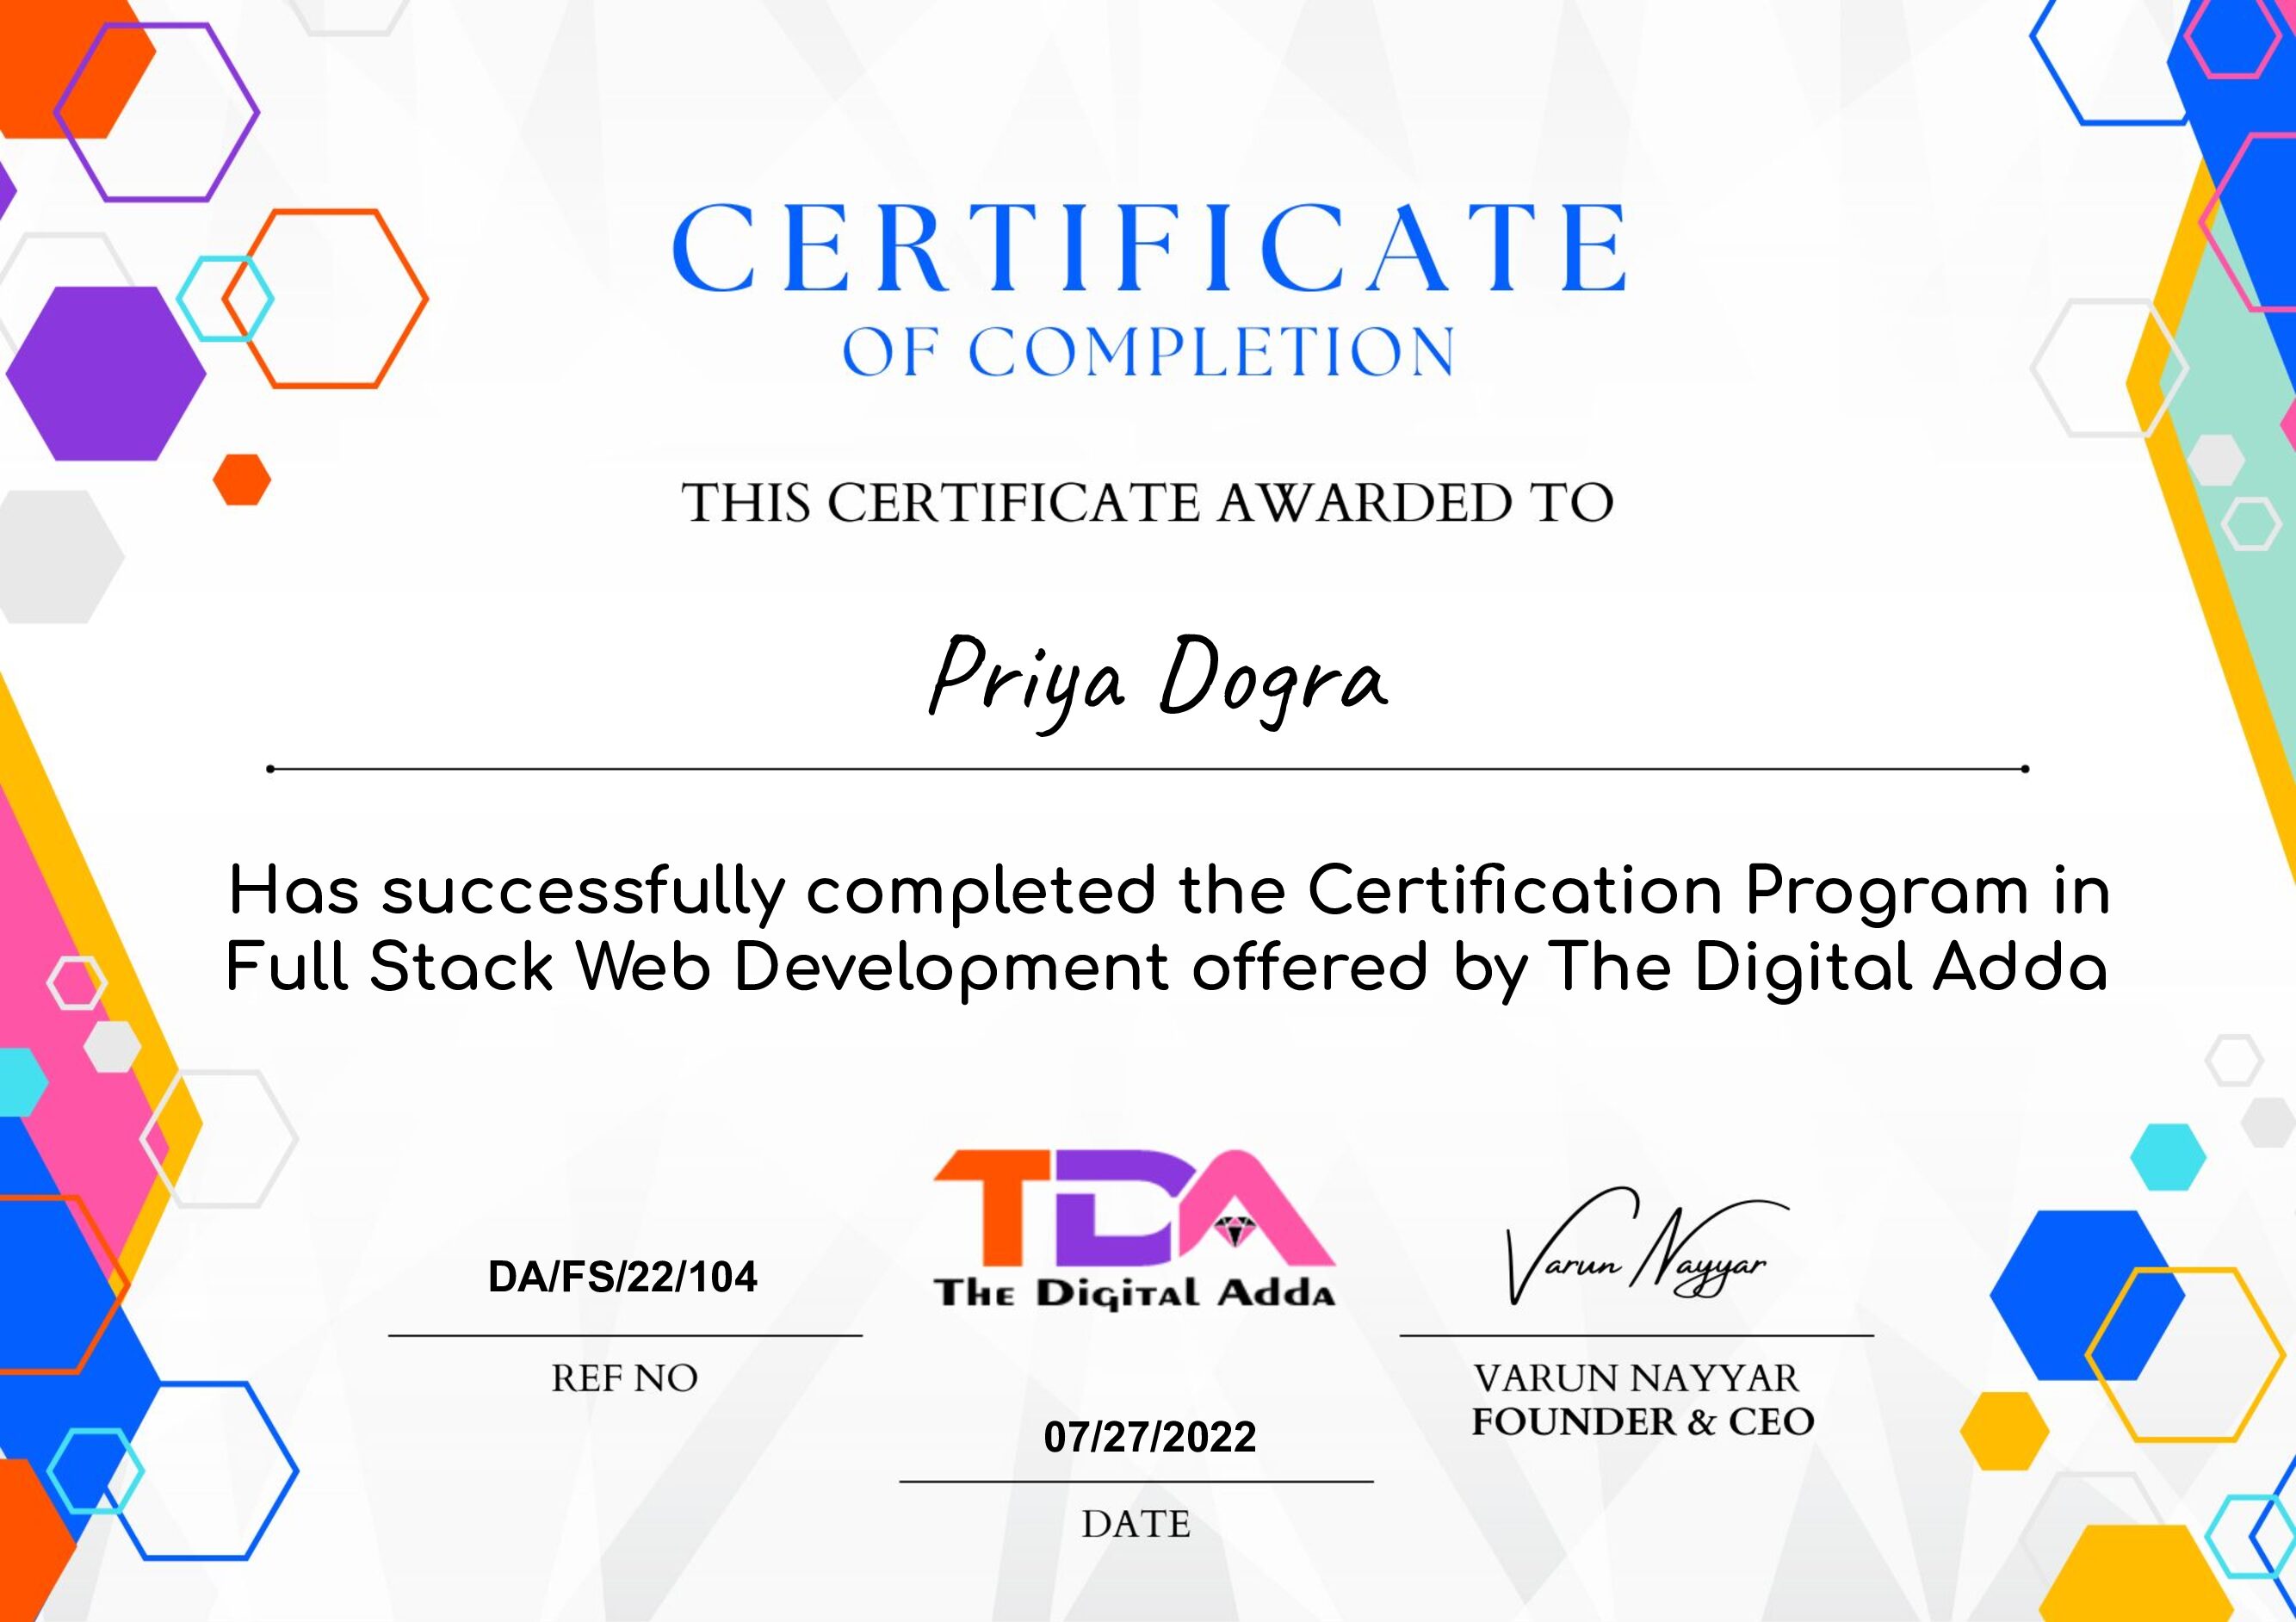 CERTIFICATE
OF COMPLETION
THIS CERTIFICATE AWARDED TO
Priya Dogra
Has successfully completed the Certification Program in
Full Stack Web Development offered by The Digital Adda
TDA
The Digital Adda
DA/FS/22/104
REF NO
Varun Nayyar
VARUN NAYYAR
FOUNDER & CEO
07/27/2022
DATE